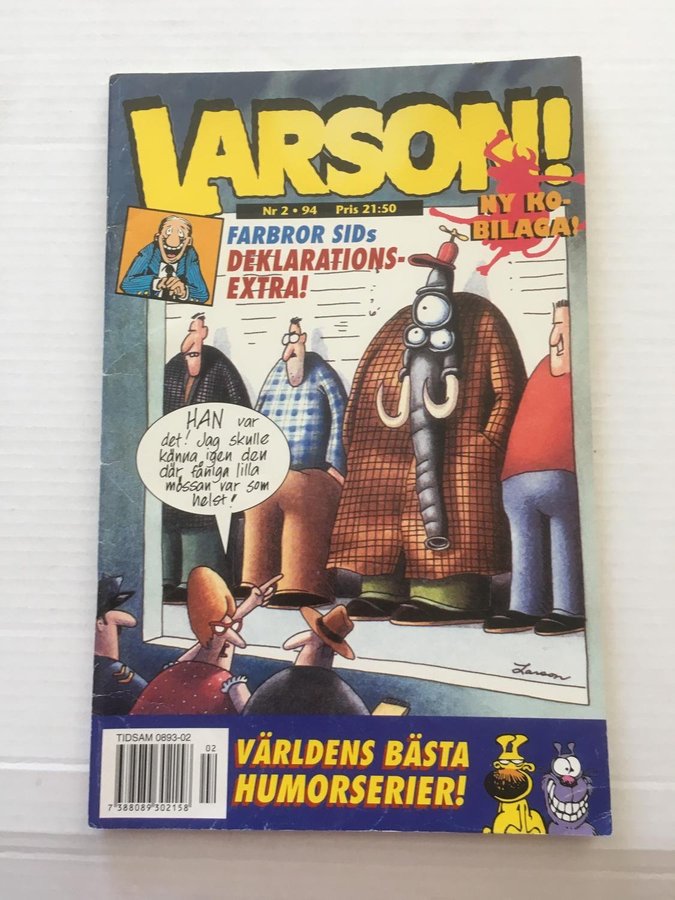 LARSON!
Nr 2 • 94 Pris 21:50
NY KO-
BILAGA!
FARBROR SIDs
DEKLARATIONS-
EXTRA!
HAN var
det! Jag skulle
känna igen den
där fåniga lilla
mössan var som
helst!
Larson
TIDSAM 0893-02
02
7 388089 302158
VÄRLDENS BÄSTA
HUMORSERIER!